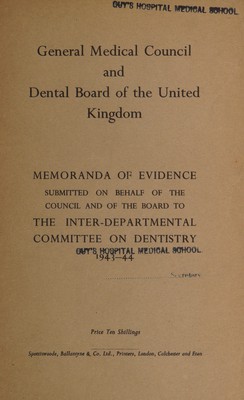 GUY'S HOSPITAL MEDICAL SCHOOL.
General Medical Council
and
Dental Board of the United
Kingdom
MEMORANDA OF EVIDENCE
SUBMITTED ON BEHALF OF THE
COUNCIL AND OF THE BOARD TO
THE INTER-DEPARTMENTAL
COMMITTEE ON DENTISTRY
GUY'S HOSPITAL MEDICAL SCHOOL.
1943-44
Price Ten Shillings
Spottiswoode, Ballantyne & Co. Ltd., Printers, London, Colchester and Eton